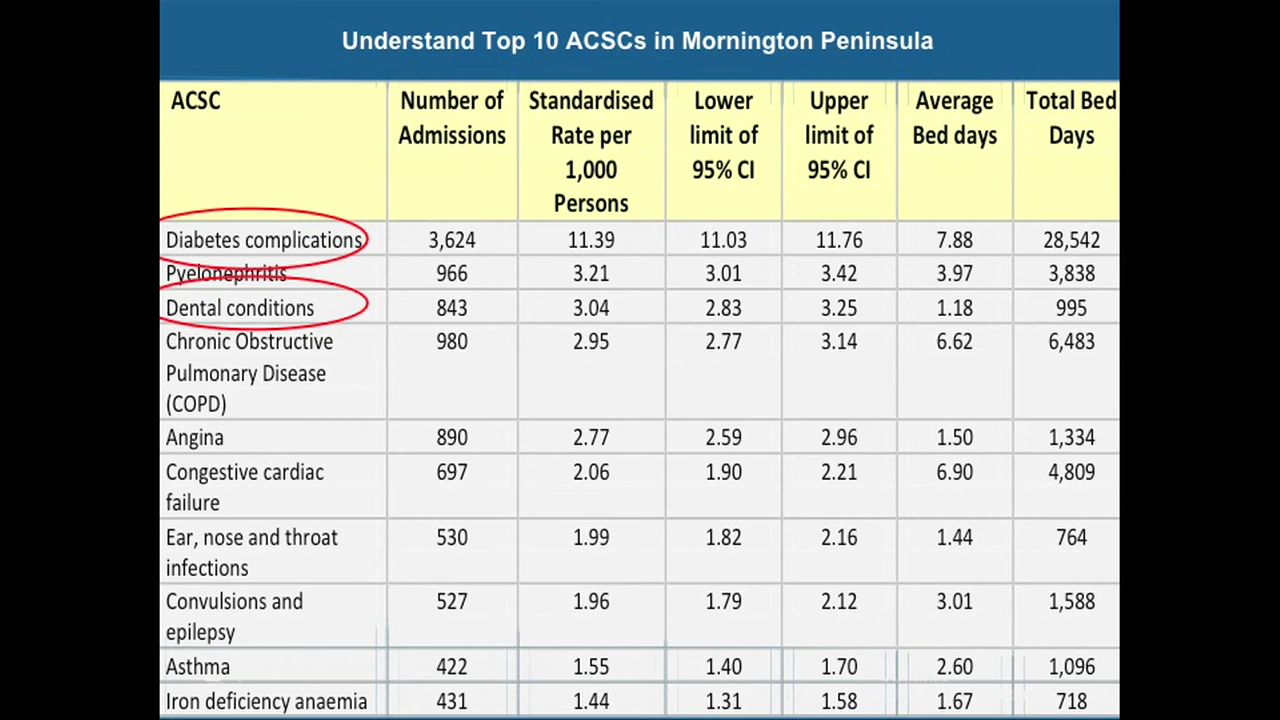 Understand Top 10 ACSCs in Mornington Peninsula
ACSC Number of Admissions Standardised Rate per 1,000 Persons Lower limit of 95% CI Upper limit of 95% CI Average Bed days Total Bed Days
Diabetes complications 3,624 11.39 11.03 11.76 7.88 28,542
Pyelonephritis 966 3.21 3.01 3.42 3.97 3,838
Dental conditions 843 3.04 2.83 3.25 1.18 995
Chronic Obstructive 980 2.95 2.77 3.14 6.62 6,483
Pulmonary Disease
(COPD)
Angina 890 2.77 2.59 2.96 1.50 1,334
Congestive cardiac 697 2.06 1.90 2.21 6.90 4,809
failure
Ear, nose and throat 530 1.99 1.82 2.16 1.44 764
infections
Convulsions and 527 1.96 1.79 2.12 3.01 1,588
epilepsy
Asthma 422 1.55 1.40 1.70 2.60 1,096
Iron deficiency anaemia 431 1.44 1.31 1.58 1.67 718